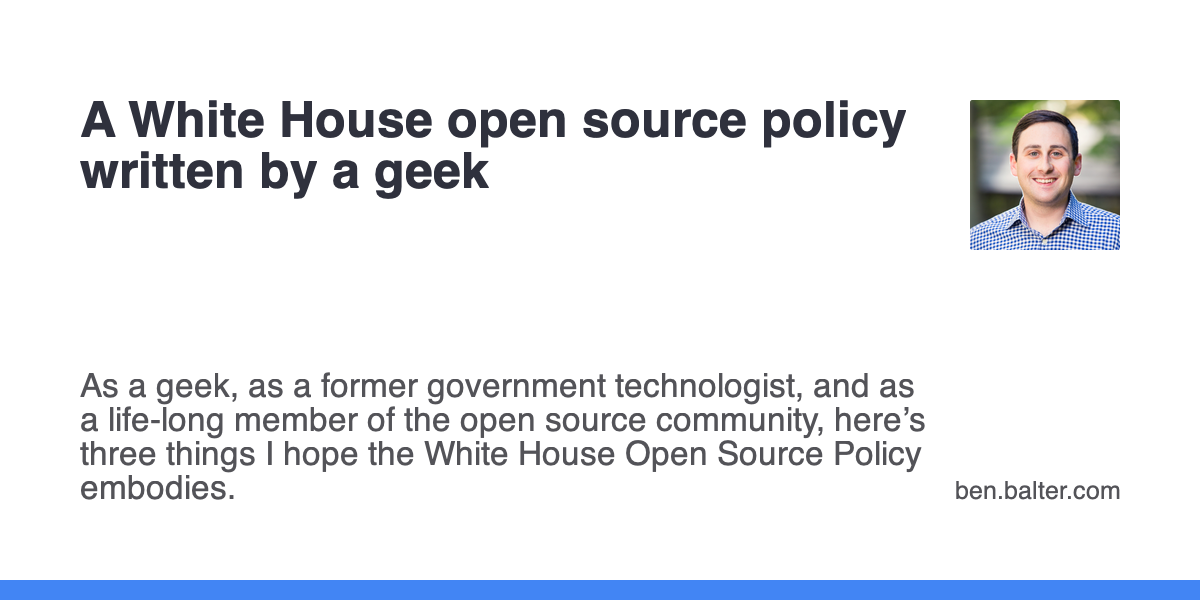 A White House open source policy
written by a geek
As a geek, as a former government technologist, and as
a life-long member of the open source community, here’s
three things I hope the White House Open Source Policy
embodies.
ben.balter.com